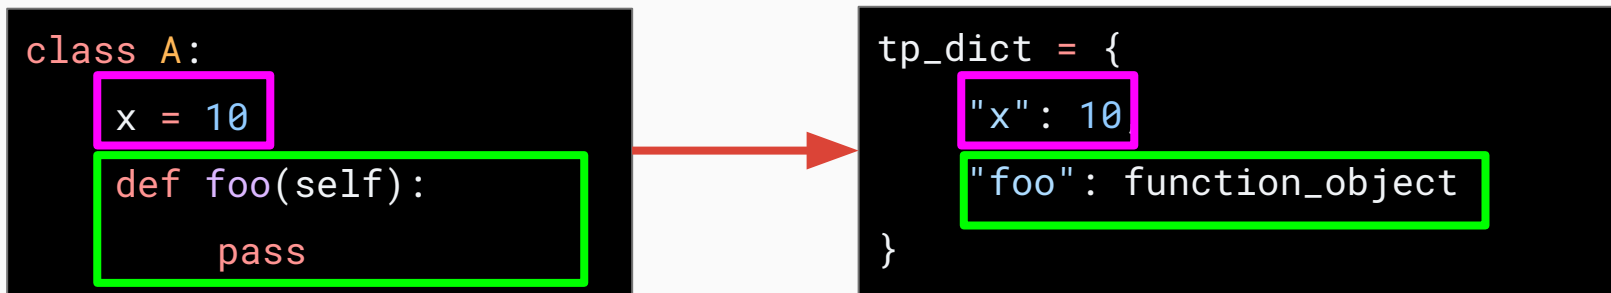 class A:
x = 10
def foo(self):
pass
tp_dict = {
"x": 10,
"foo": function_object
}